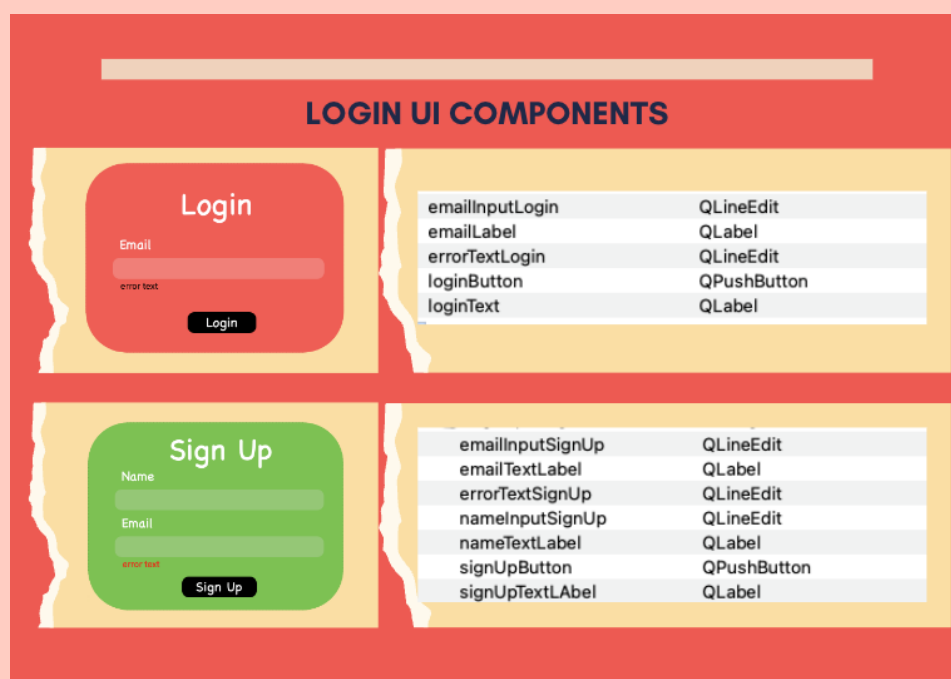 LOGIN UI COMPONENTS
Login
Email
error text
Login
emailInputLogin QLineEdit
emailLabel QLabel
errorTextLogin QLineEdit
loginButton QPushButton
loginText QLabel
Sign Up
Name
Email
error text
Sign Up
emailInputSignUp QLineEdit
emailTextLabel QLabel
errorTextSignUp QLineEdit
nameInputSignUp QLineEdit
nameTextLabel QLabel
signUpButton QPushButton
signUpTextLAbel QLabel